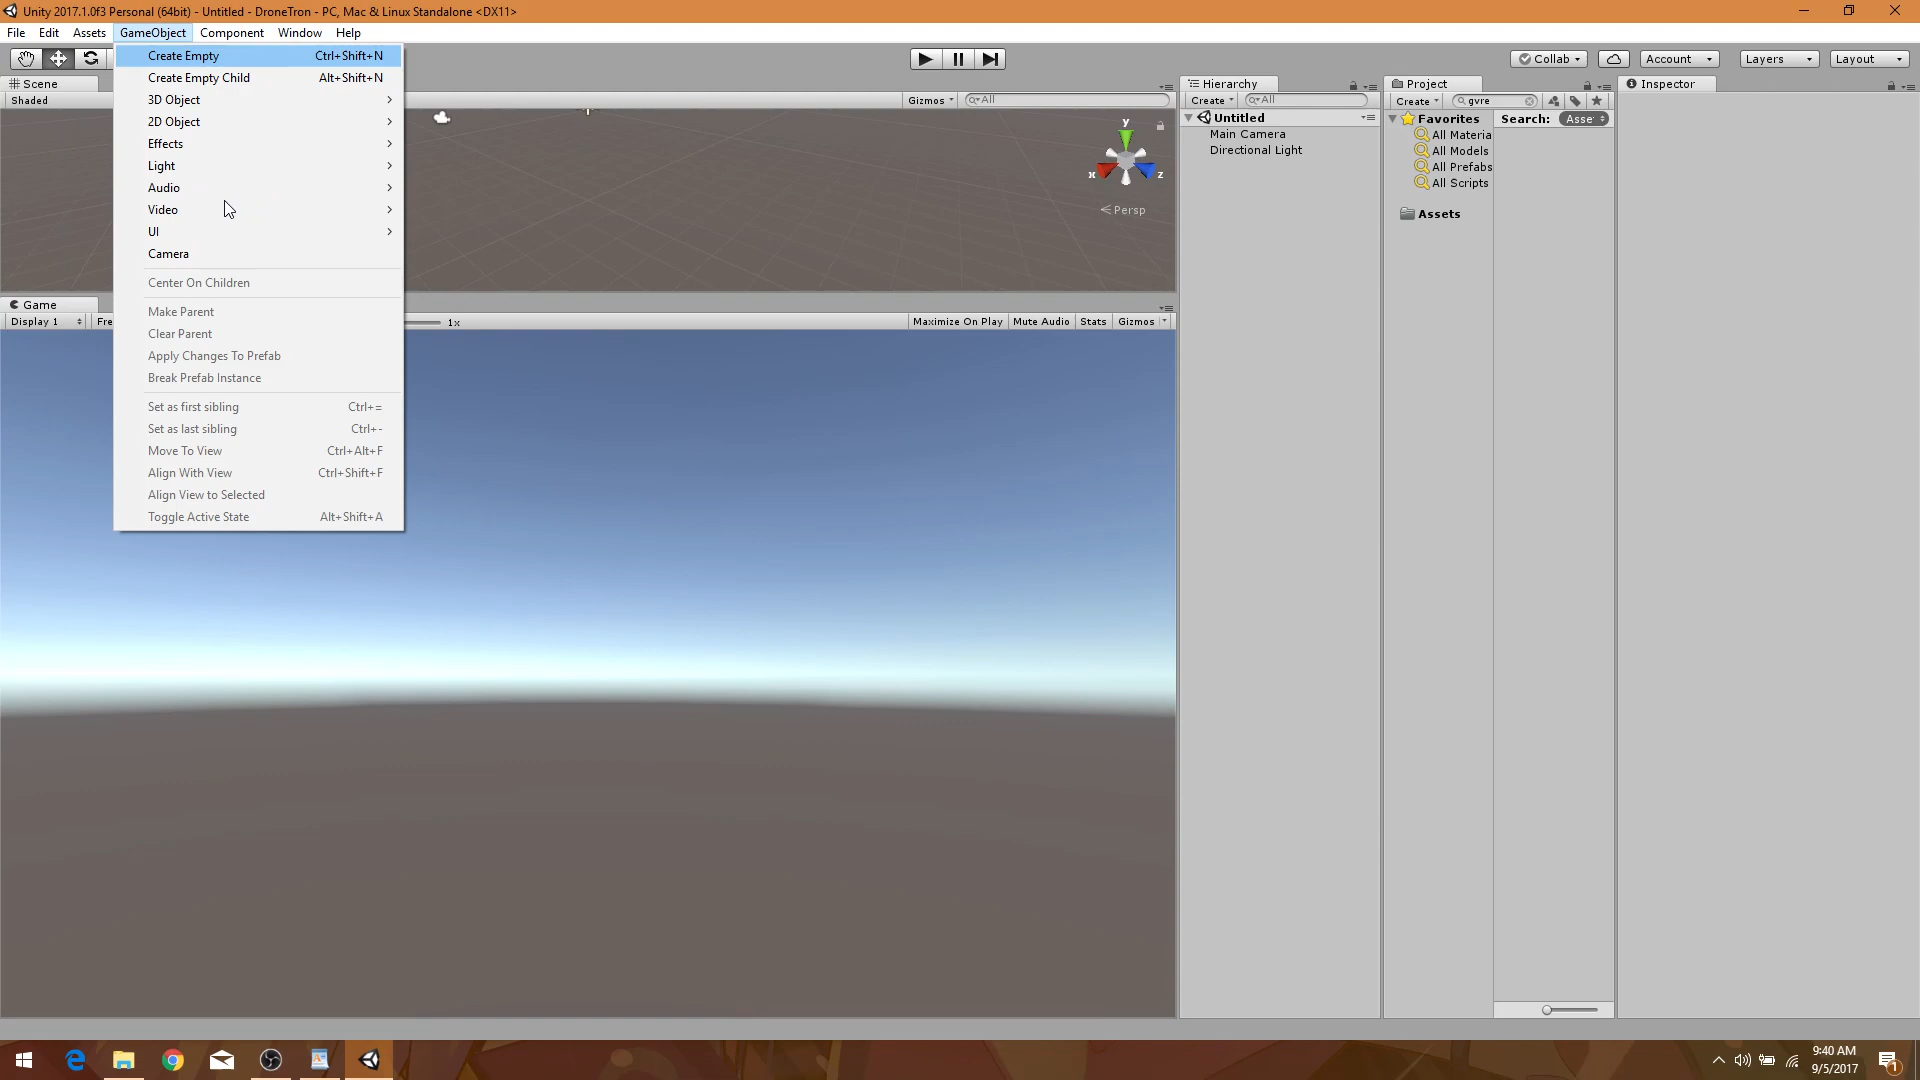 Unity 2017.1.0f3 Personal (64bit) - Untitled - DroneTron - PC, Mac & Linux Standalone <DX11>
File Edit Assets GameObject Component Window Help
Create Empty Ctrl+Shift+N
Create Empty Child Alt+Shift+N
3D Object
2D Object
Effects
Light
Audio
Video
UI
Camera
Center On Children
Make Parent
Clear Parent
Apply Changes To Prefab
Break Prefab Instance
Set as first sibling Ctrl+=
Set as last sibling Ctrl+-
Move To View Ctrl+Alt+F
Align With View Ctrl+Shift+F
Align View to Selected
Toggle Active State Alt+Shift+A
Collab Account Layers Layout
Scene
Shaded Gizmos All
y
x z
Persp
Game
Display 1 Fre 1x Maximize On Play Mute Audio Stats Gizmos
Hierarchy
Create All
Untitled
Main Camera
Directional Light
Project
Create gvre
Favorites
All Materia
All Models
All Prefabs
All Scripts
Assets
Search: Asse
Inspector
9:40 AM
9/5/2017
1